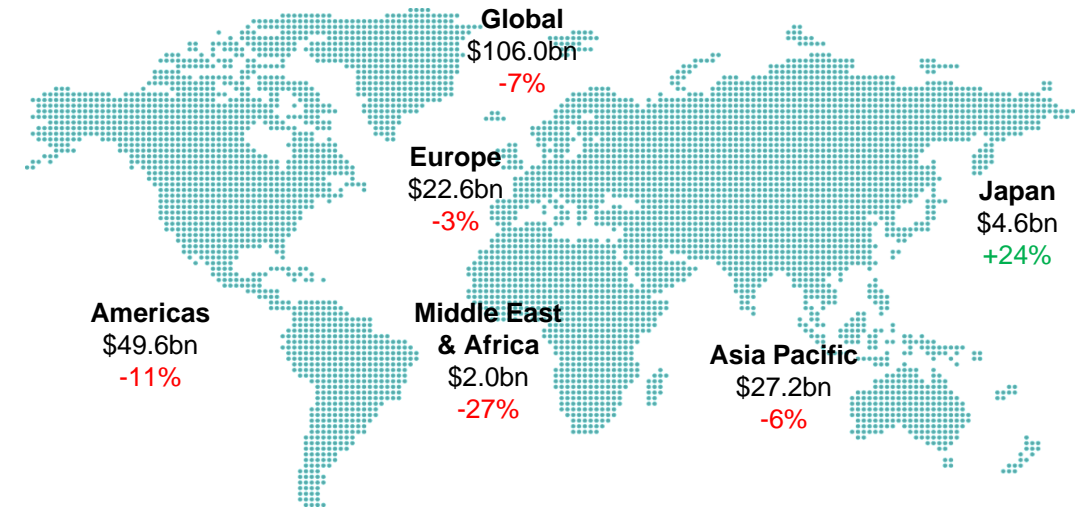 Global
$106.0bn
-7%
Europe
$22.6bn
-3%
Japan
$4.6bn
+24%
Americas
$49.6bn
-11%
Middle East
& Africa
$2.0bn
-27%
Asia Pacific
$27.2bn
-6%